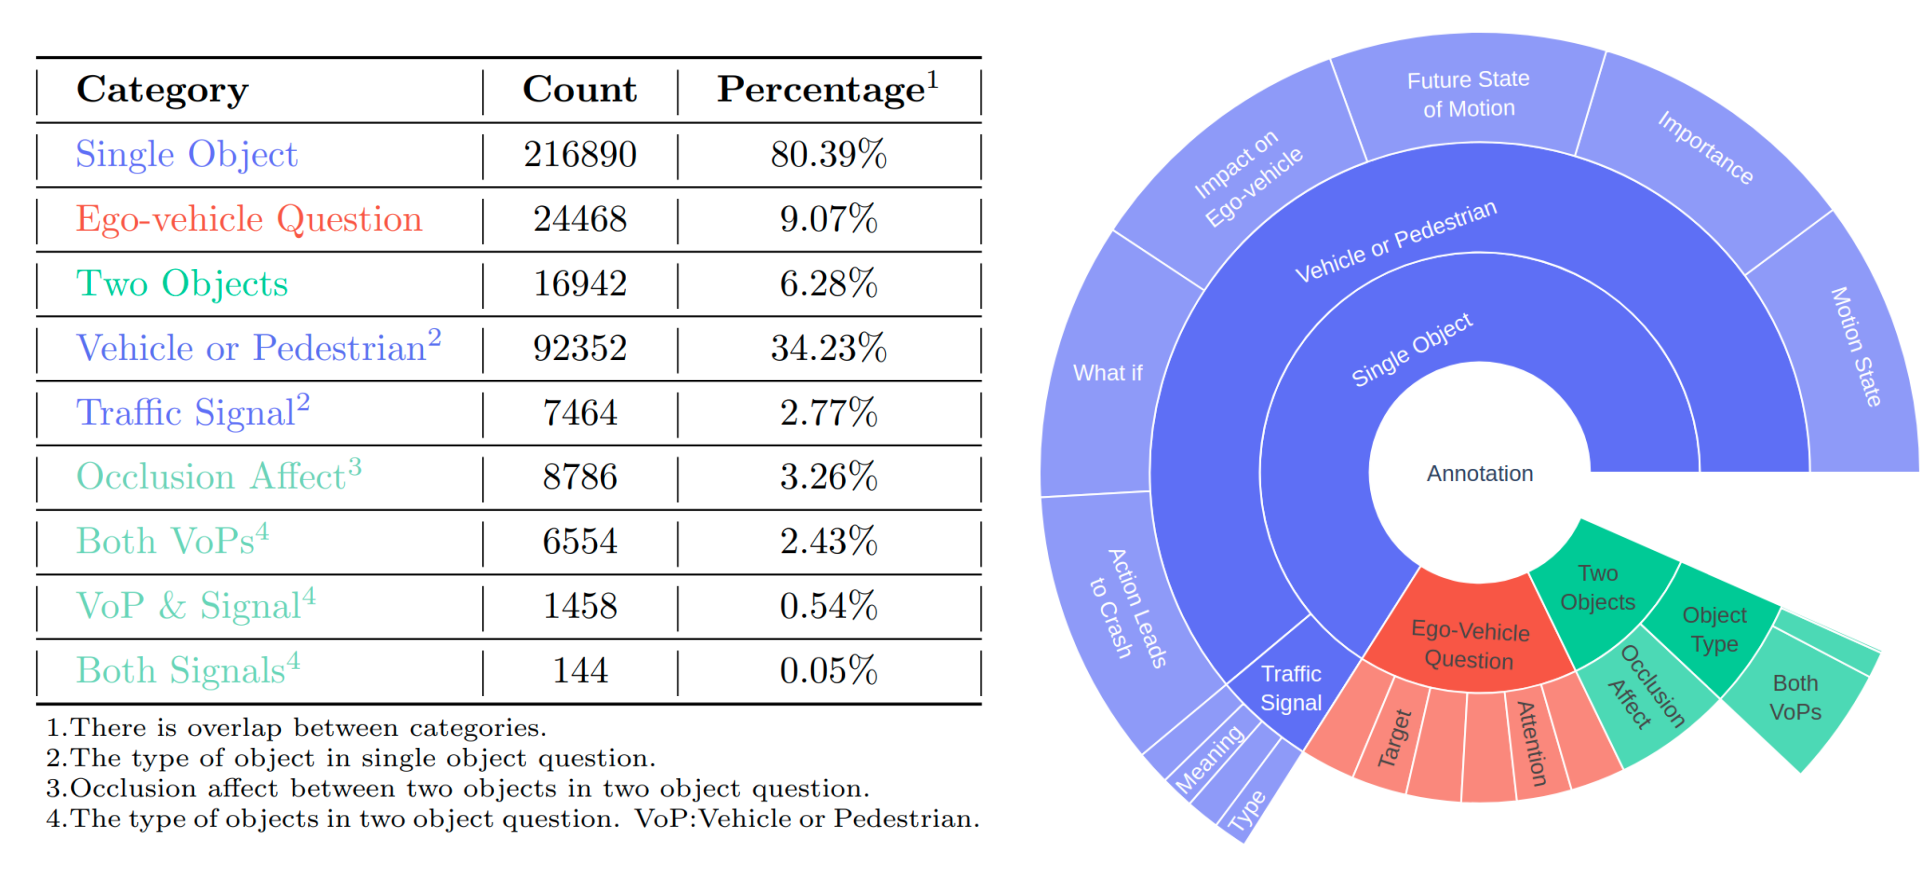 Category Count Percentage¹
Single Object 216890 80.39%
Ego-vehicle Question 24468 9.07%
Two Objects 16942 6.28%
Vehicle or Pedestrian² 92352 34.23%
Traffic Signal² 7464 2.77%
Occlusion Affect³ 8786 3.26%
Both VoPs⁴ 6554 2.43%
VoP & Signal⁴ 1458 0.54%
Both Signals⁴ 144 0.05%
1.There is overlap between categories.
2.The type of object in single object question.
3.Occlusion affect between two objects in two object question.
4.The type of objects in two object question. VoP:Vehicle or Pedestrian.
Future State
of Motion
Importance
Impact on
Ego-vehicle
Vehicle or Pedestrian
Motion State
Single Object
What if
Annotation
Action Leads
to Crash
Two
Objects
Object
Type
Ego-Vehicle
Question
Occlusion
Affect
Traffic
Signal
Both
VoPs
Target
Attention
Meaning
Type